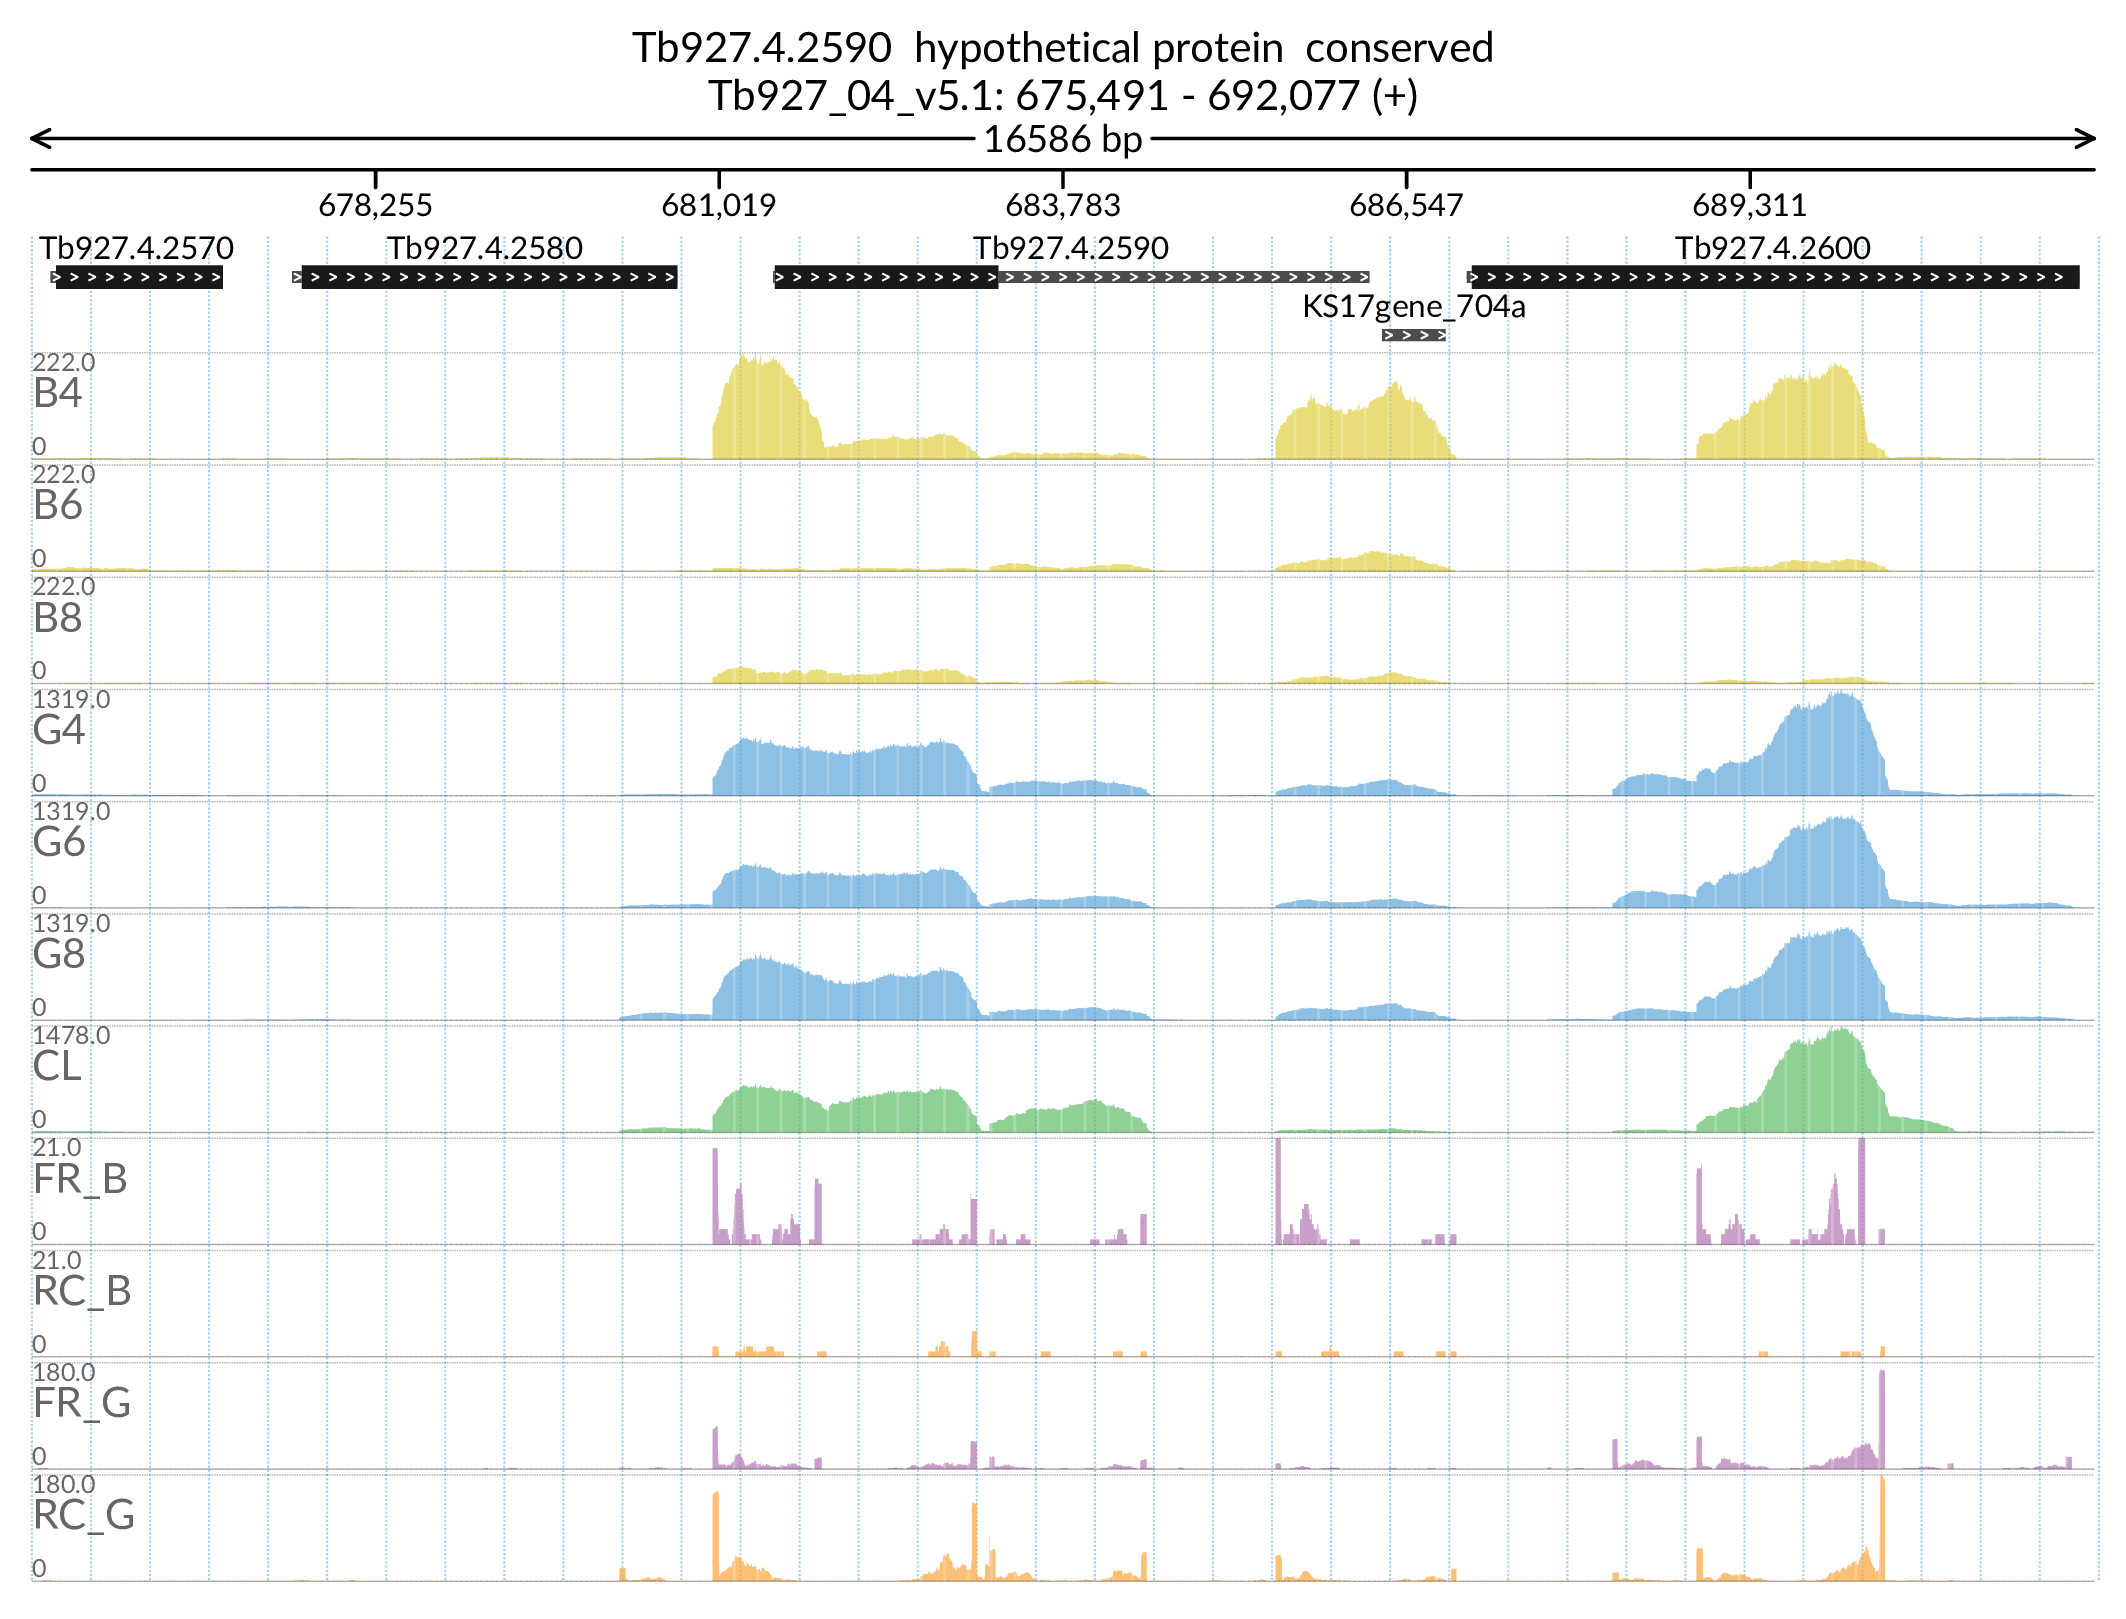 Tb927.4.2590  hypothetical protein  conserved
Tb927_04_v5.1: 675,491 - 692,077 (+)
16586 bp
678,255 681,019 683,783 686,547 689,311
Tb927.4.2570 Tb927.4.2580 Tb927.4.2590 Tb927.4.2600
KS17gene_704a
222.0
B4
0
222.0
B6
0
222.0
B8
0
1319.0
G4
0
1319.0
G6
0
1319.0
G8
0
1478.0
CL
0
21.0
FR_B
0
21.0
RC_B
0
180.0
FR_G
0
180.0
RC_G
0